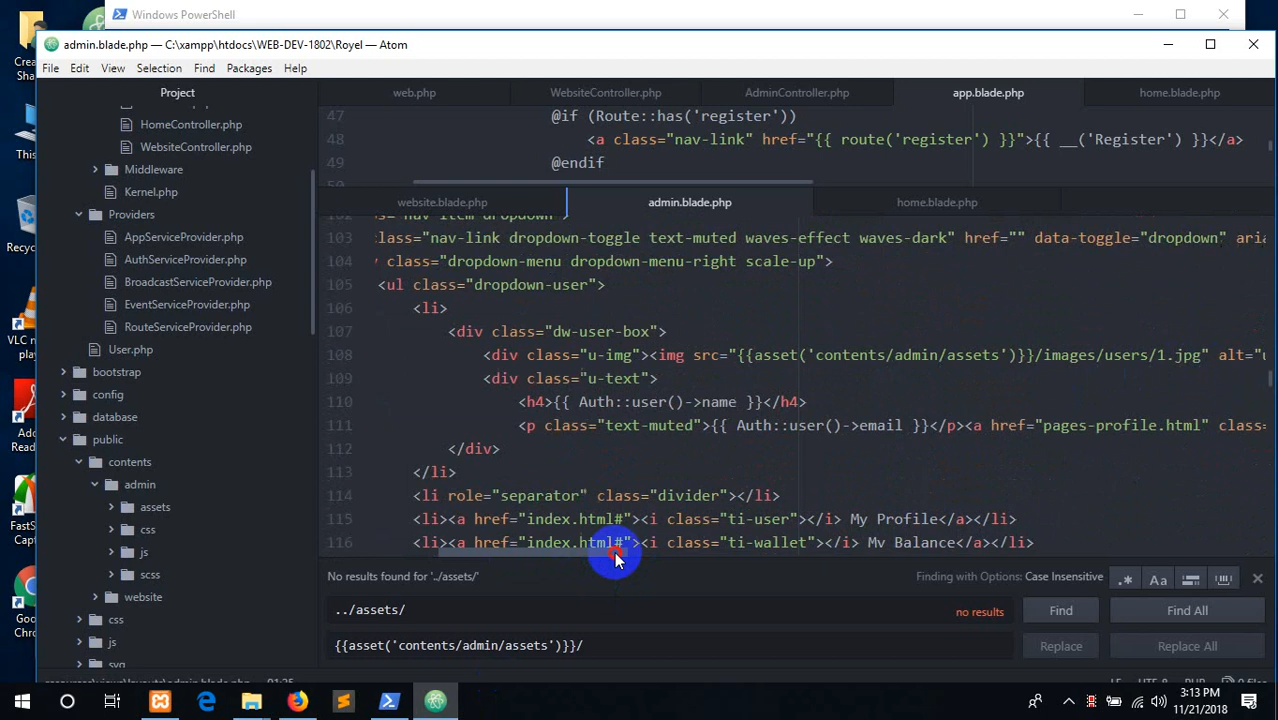 Windows PowerShell
admin.blade.php — C:\xampp\htdocs\WEB-DEV-1802\Royel — Atom
File Edit View Selection Find Packages Help
Project
web.php WebsiteController.php AdminController.php app.blade.php home.blade.php
HomeController.php
WebsiteController.php
Middleware
Kernel.php
Providers
AppServiceProvider.php
AuthServiceProvider.php
BroadcastServiceProvider.php
EventServiceProvider.php
RouteServiceProvider.php
User.php
bootstrap
config
database
public
contents
admin
assets
css
js
scss
website
css
js
svg
47 @if (Route::has('register'))
48 <a class="nav-link" href="{{ route('register') }}">{{ __('Register') }}</a>
49 @endif
website.blade.php admin.blade.php home.blade.php
103 class="nav-link dropdown-toggle text-muted waves-effect waves-dark" href="" data-toggle="dropdown" aria
104 class="dropdown-menu dropdown-menu-right scale-up">
105 <ul class="dropdown-user">
106 <li>
107 <div class="dw-user-box">
108 <div class="u-img"><img src="{{asset('contents/admin/assets')}}/images/users/1.jpg" alt="u
109 <div class="u-text">
110 <h4>{{ Auth::user()->name }}</h4>
111 <p class="text-muted">{{ Auth::user()->email }}</p><a href="pages-profile.html" class=
112 </div>
113 </li>
114 <li role="separator" class="divider"></li>
115 <li><a href="index.html#"><i class="ti-user"></i> My Profile</a></li>
116 <li><a href="index.html#"><i class="ti-wallet"></i> My Balance</a></li>
No results found for '../assets/' Finding with Options: Case Insensitive
.* Aa
../assets/ no results Find Find All
{{asset('contents/admin/assets')}}/ Replace Replace All
3:13 PM
11/21/2018